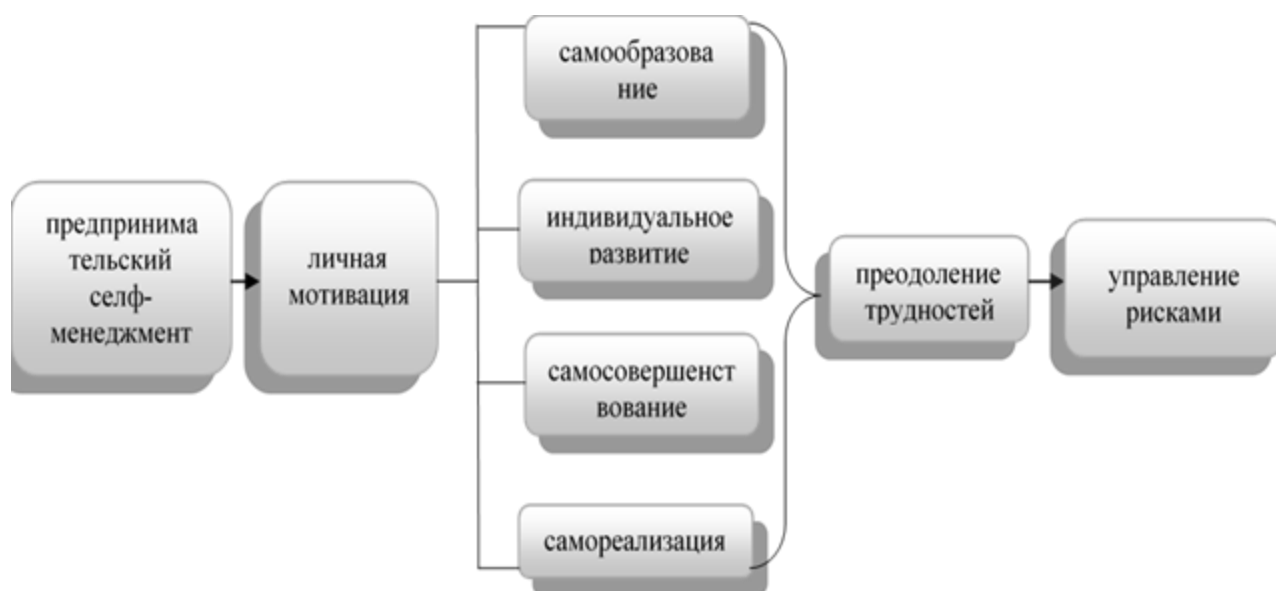 самообразова
ние
предпринима
тельский
селф-
менеджмент
личная
мотивация
индивидуальное
развитие
самосовершенст
вование
самореализация
преодоление
трудностей
управление
рисками